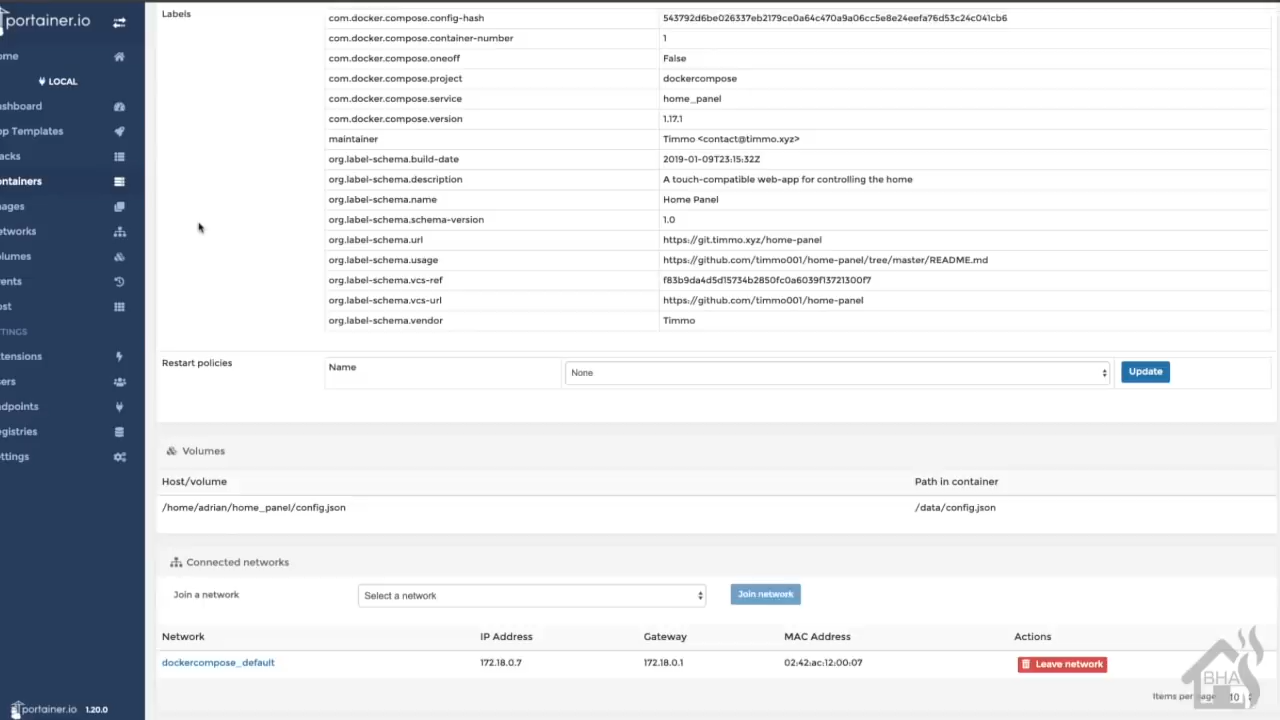 portainer.io
ome
LOCAL
ashboard
pp Templates
acks
ontainers
ages
etworks
lumes
ents
ost
TINGS
tensions
ers
dpoints
egistries
ttings
portainer.io 1.20.0
Labels
com.docker.compose.config-hash 543792d6be026337eb2179ce0a64c470a9a06cc5e8e24eefa76d53c24c041cb6
com.docker.compose.container-number 1
com.docker.compose.oneoff False
com.docker.compose.project dockercompose
com.docker.compose.service home_panel
com.docker.compose.version 1.17.1
maintainer Timmo <contact@timmo.xyz>
org.label-schema.build-date 2019-01-09T23:15:32Z
org.label-schema.description A touch-compatible web-app for controlling the home
org.label-schema.name Home Panel
org.label-schema.schema-version 1.0
org.label-schema.url https://git.timmo.xyz/home-panel
org.label-schema.usage https://github.com/timmo001/home-panel/tree/master/README.md
org.label-schema.vcs-ref f83b9da4d5d15734b2850fc0a6039f13721300f7
org.label-schema.vcs-url https://github.com/timmo001/home-panel
org.label-schema.vendor Timmo
Restart policies Name None Update
Volumes
Host/volume Path in container
/home/adrian/home_panel/config.json /data/config.json
Connected networks
Join a network Select a network Join network
Network IP Address Gateway MAC Address Actions
dockercompose_default 172.18.0.7 172.18.0.1 02:42:ac:12:00:07 Leave network
Items per page 10
BHA